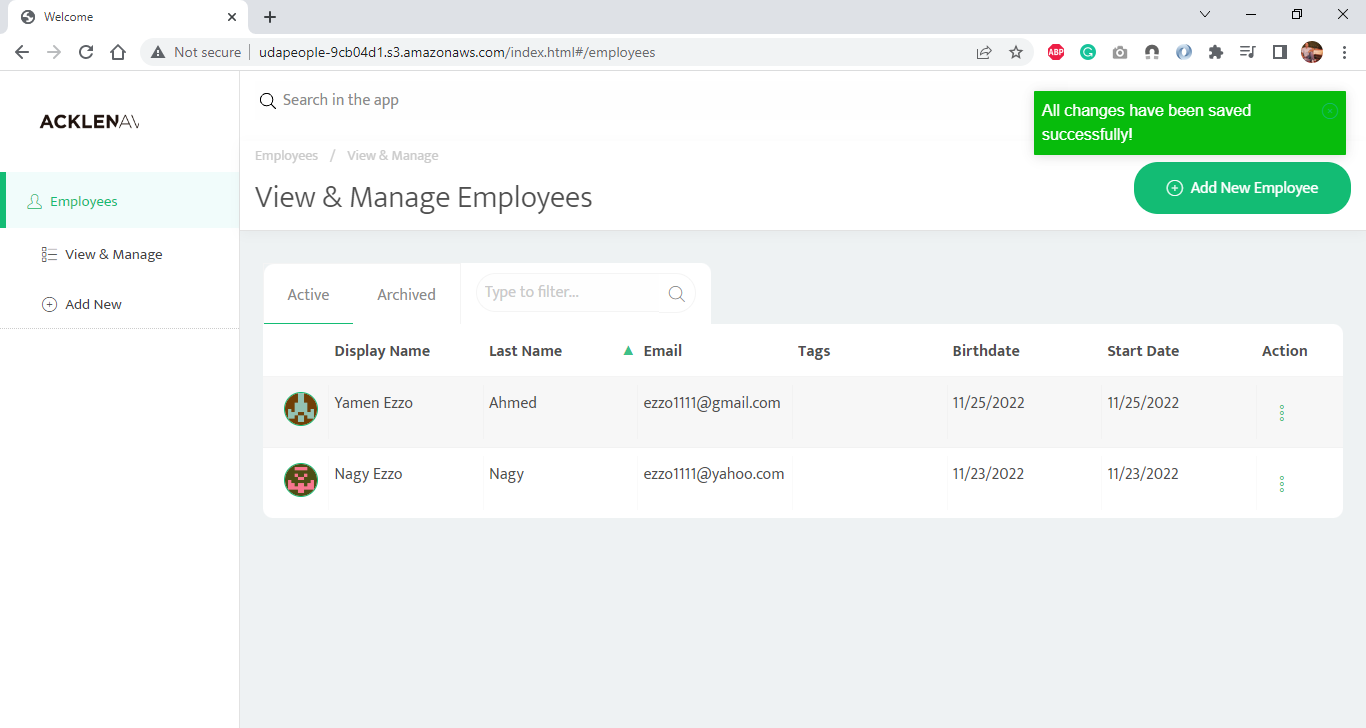 Welcome
Not secure
udapeople-9cb04d1.s3.amazonaws.com/index.html#/employees
ABP
ACKLENAV
Search in the app
All changes have been saved
successfully!
Employees / View & Manage
View & Manage Employees
Add New Employee
Employees
View & Manage
Add New
Active Archived Type to filter...
Display Name Last Name Email Tags Birthdate Start Date Action
Yamen Ezzo Ahmed ezzo1111@gmail.com 11/25/2022 11/25/2022
Nagy Ezzo Nagy ezzo1111@yahoo.com 11/23/2022 11/23/2022